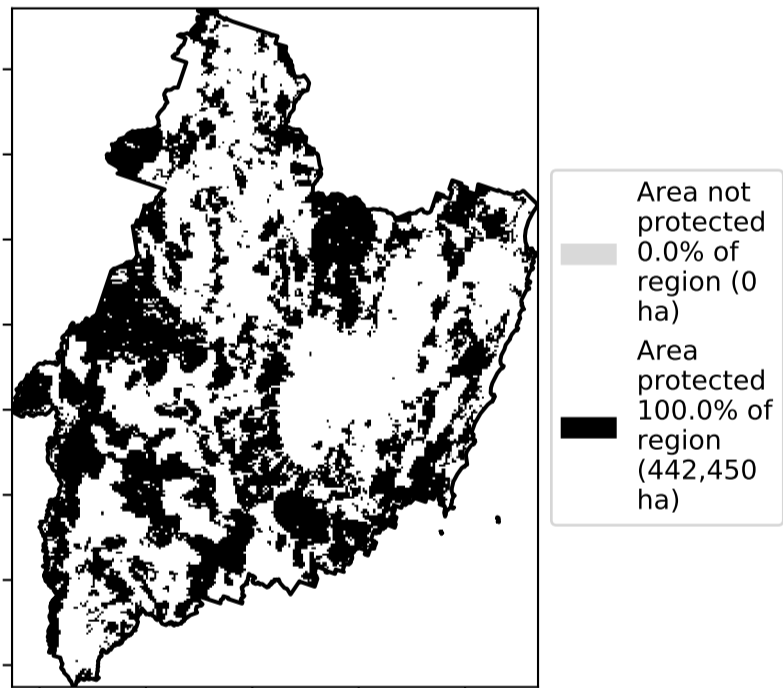 Area not
protected
0.0% of
region (0
ha)
Area
protected
100.0% of
region
(442,450
ha)